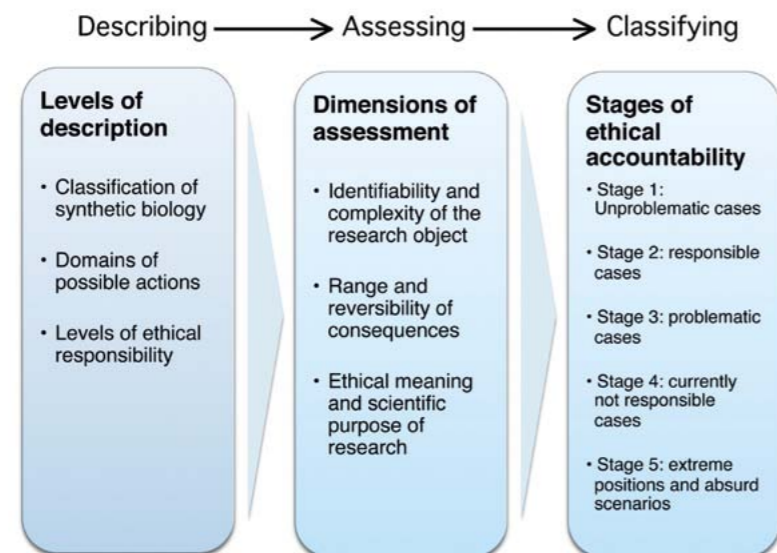 Describing → Assessing → Classifying
Levels of
description
• Classification of
synthetic biology
• Domains of
possible actions
• Levels of ethical
responsibility
Dimensions of
assessment
• Identifiability and
complexity of the
research object
• Range and
reversibility of
consequences
• Ethical meaning
and scientific
purpose of
research
Stages of
ethical
accountability
• Stage 1:
Unproblematic cases
• Stage 2: responsible
cases
• Stage 3: problematic
cases
• Stage 4: currently
not responsible
cases
• Stage 5: extreme
positions and absurd
scenarios